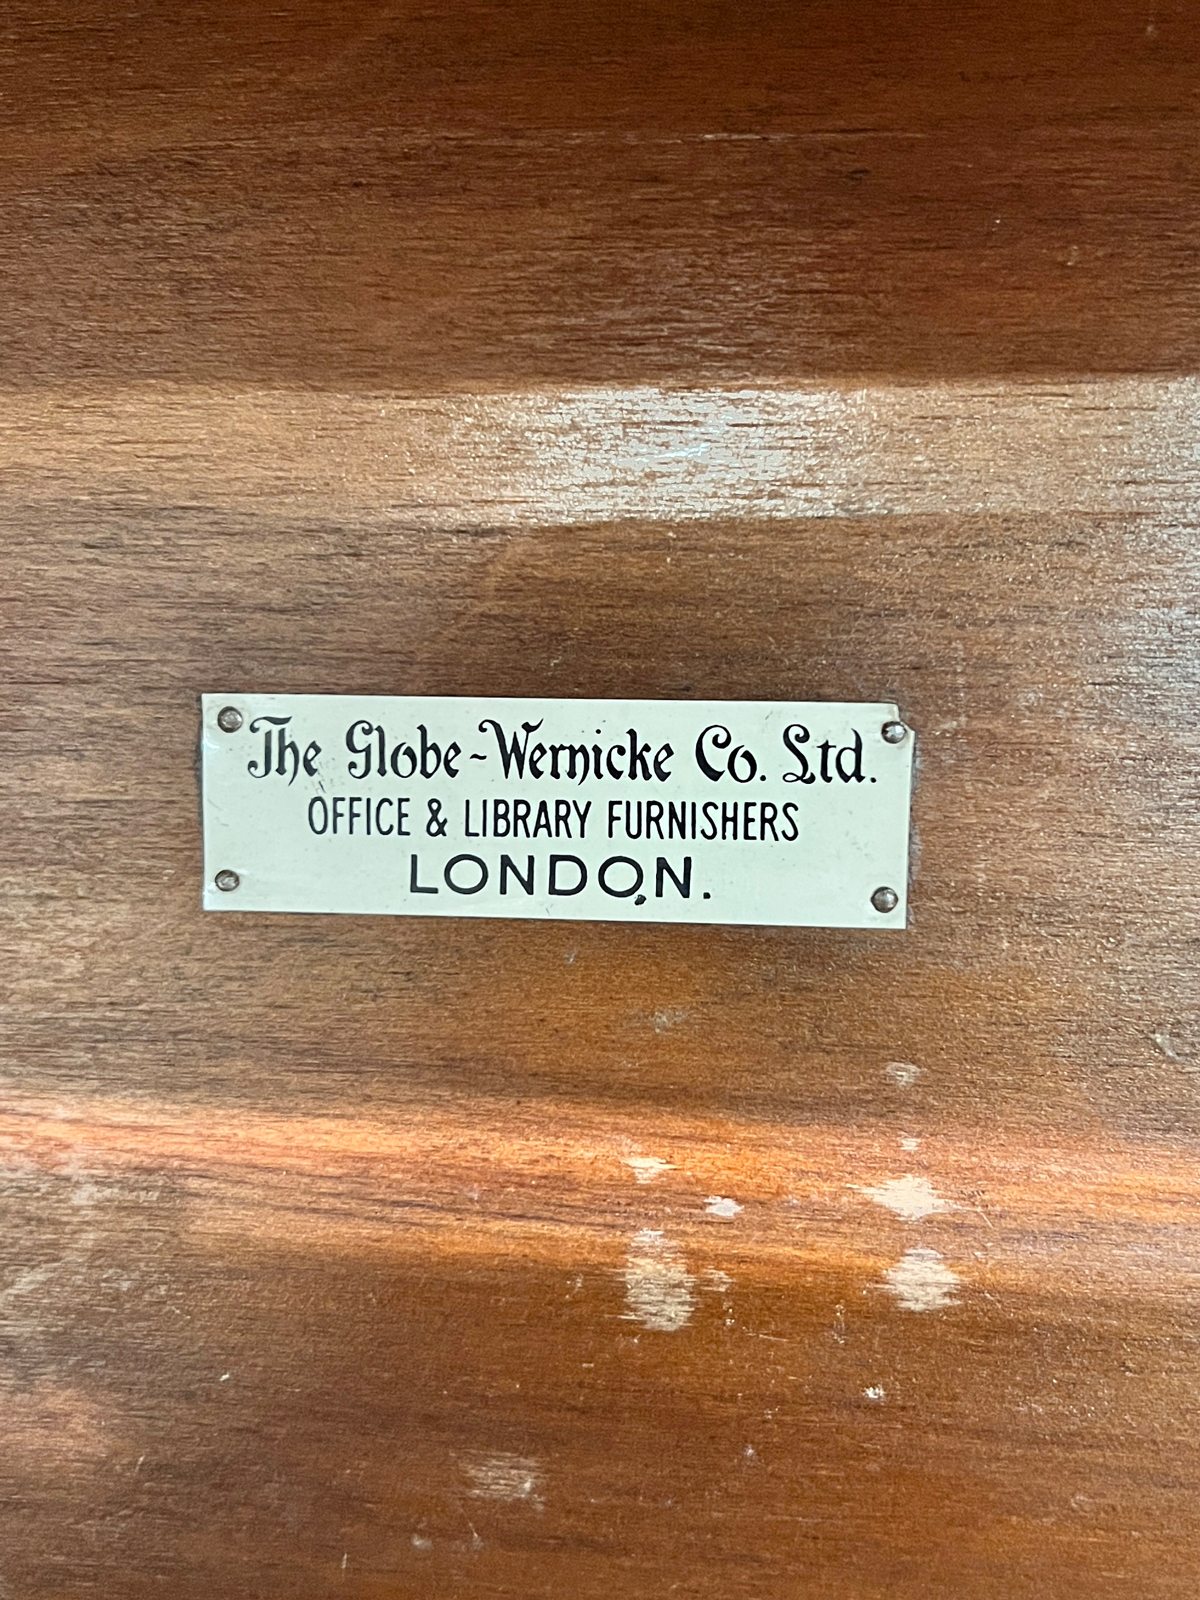 The Globe-Wernicke Co. Ltd.
OFFICE & LIBRARY FURNISHERS
LONDON.